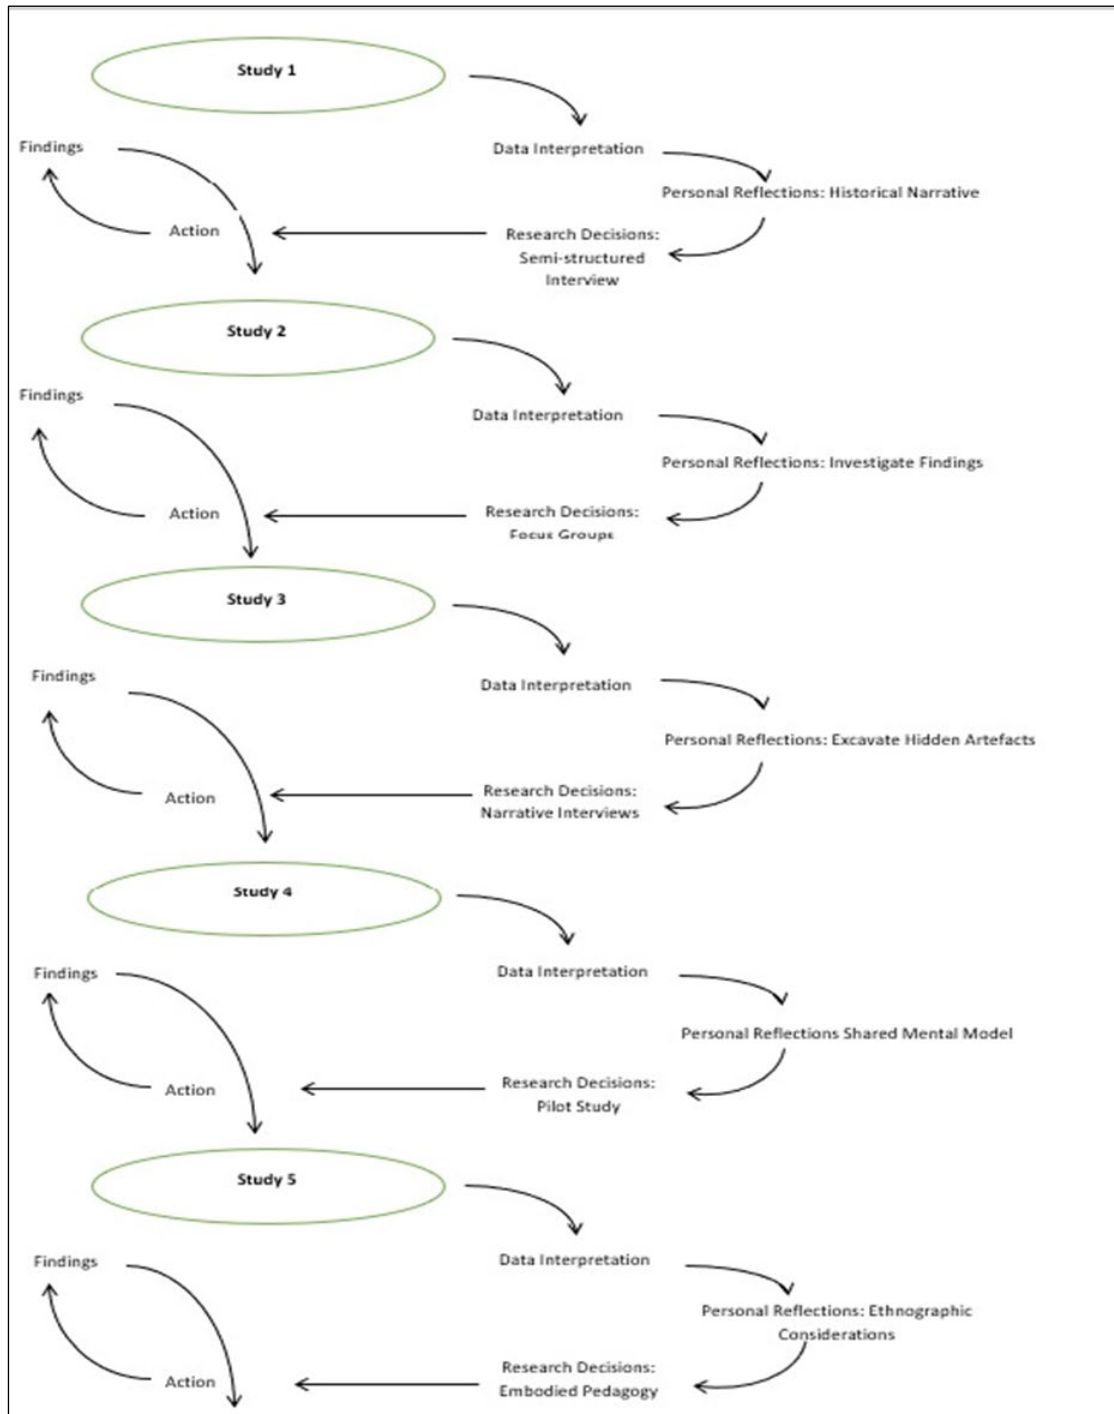 Study 1
Findings
Data Interpretation
Personal Reflections: Historical Narrative
Action
Research Decisions:
Semi-structured
Interview
Study 2
Findings
Data Interpretation
Personal Reflections: Investigate Findings
Action
Research Decisions:
Focus Groups
Study 3
Findings
Data Interpretation
Personal Reflections: Excavate Hidden Artefacts
Action
Research Decisions:
Narrative Interviews
Study 4
Findings
Data Interpretation
Personal Reflections Shared Mental Model
Action
Research Decisions:
Pilot Study
Study 5
Findings
Data Interpretation
Personal Reflections: Ethnographic
Considerations
Action
Research Decisions:
Embodied Pedagogy